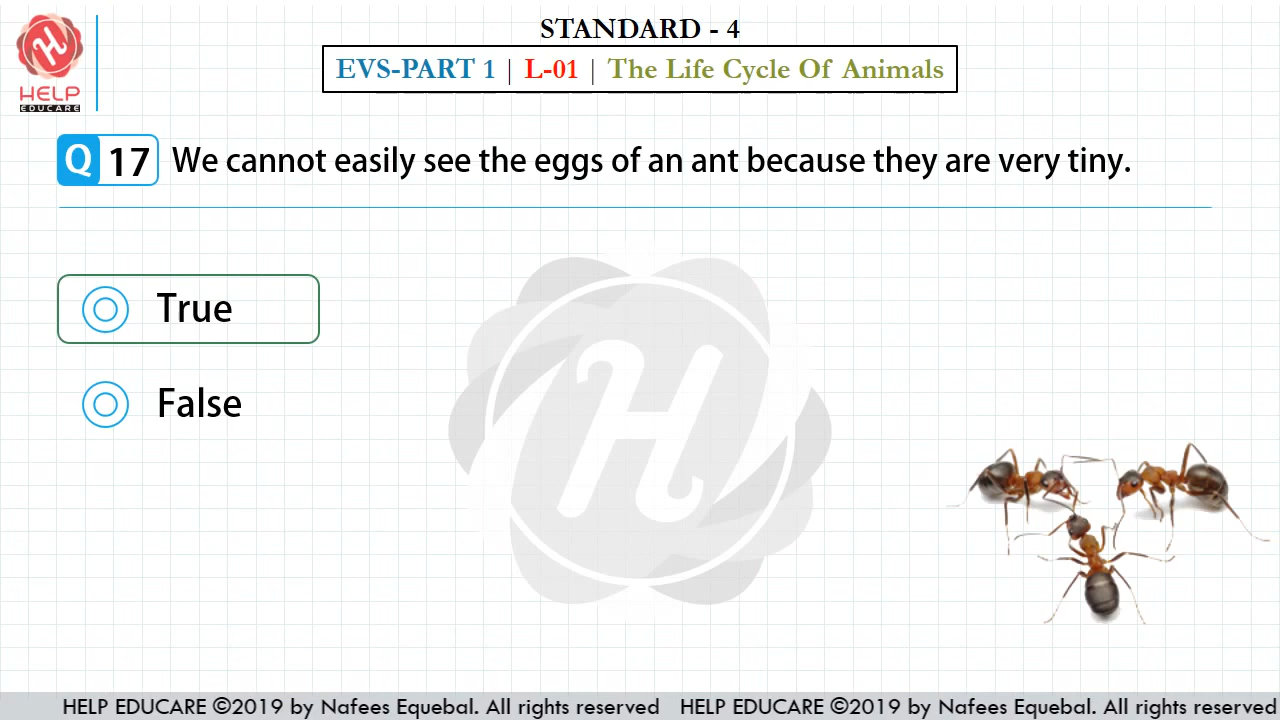 STANDARD - 4
HELP
EDUCARE
EVS-PART 1 | L-01 | The Life Cycle Of Animals
Q 17 We cannot easily see the eggs of an ant because they are very tiny.
True
False
HELP EDUCARE ©2019 by Nafees Equebal. All rights reserved HELP EDUCARE ©2019 by Nafees Equebal. All rights reserved